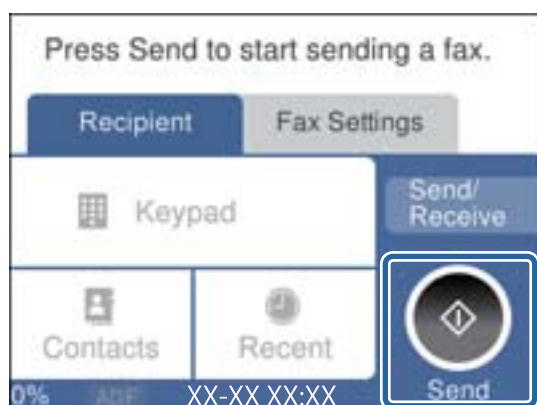 Press Send to start sending a fax.
Recipient
Fax Settings
Keypad
Send/
Receive
Contacts
Recent
Send
0%
ADF
XX-XX XX:XX